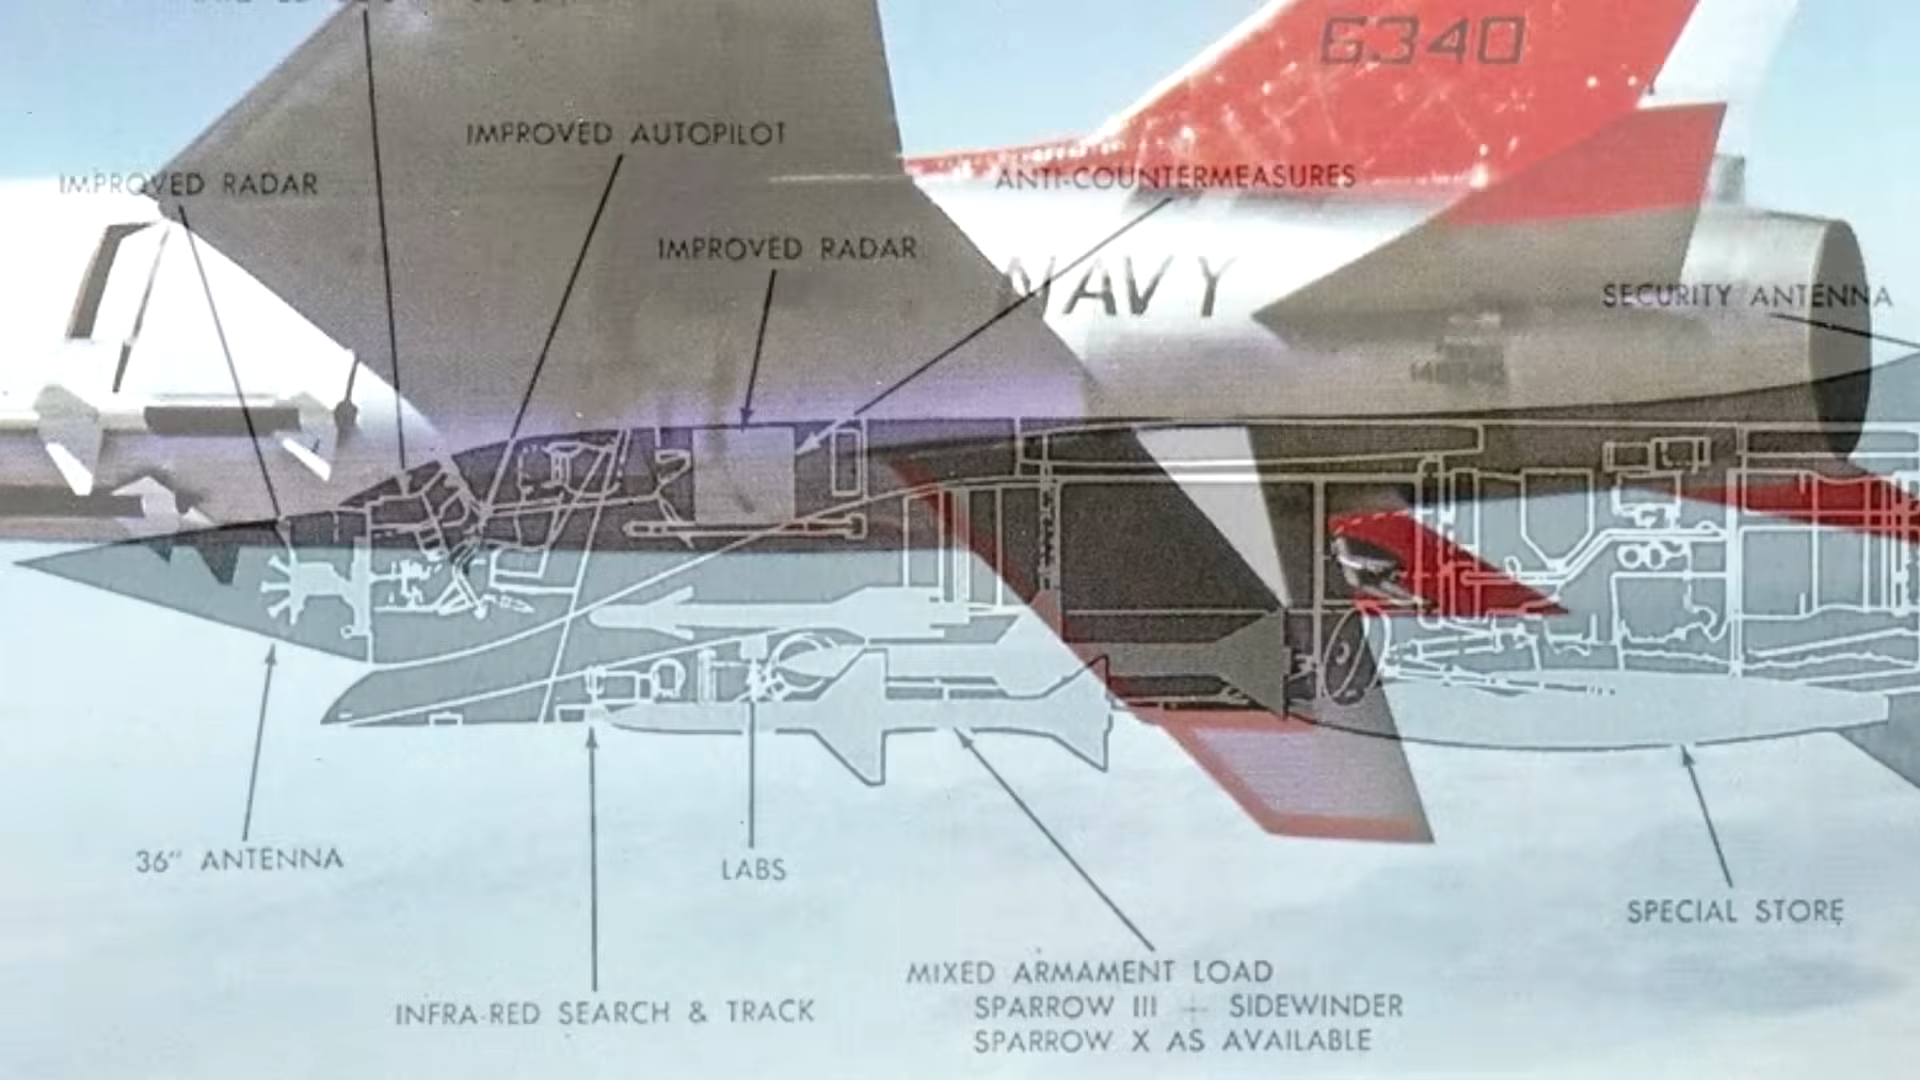 6340
IMPROVED AUTOPILOT
IMPROVED RADAR
ANTI-COUNTERMEASURES
IMPROVED RADAR
NAVY
SECURITY ANTENNA
36" ANTENNA
LABS
SPECIAL STORE
MIXED ARMAMENT LOAD
INFRA-RED SEARCH & TRACK
SPARROW III + SIDEWINDER
SPARROW X AS AVAILABLE